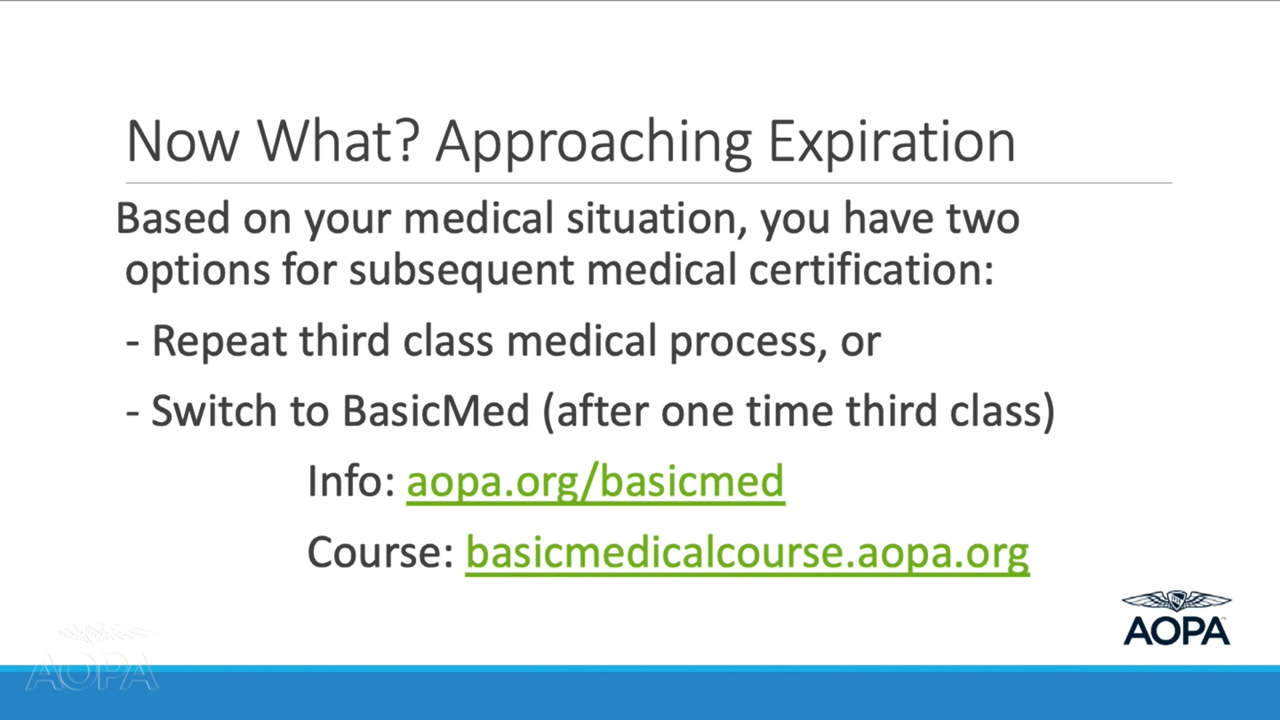 Now What? Approaching Expiration
Based on your medical situation, you have two
options for subsequent medical certification:
- Repeat third class medical process, or
- Switch to BasicMed (after one time third class)
Info: aopa.org/basicmed
Course: basicmedicalcourse.aopa.org
AOPA
AOPA